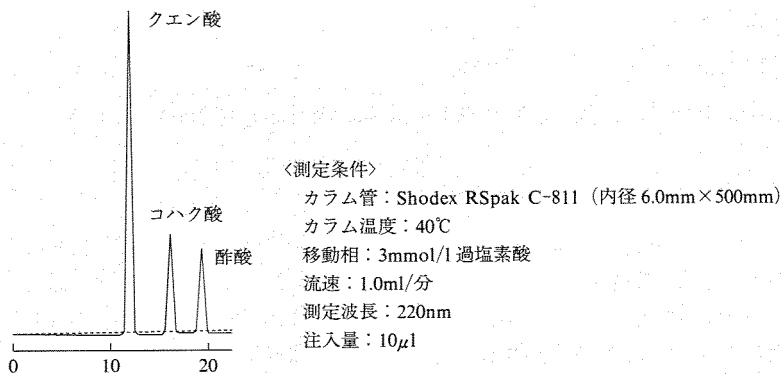 クエン酸
コハク酸
酢酸
0 10 20
〈測定条件〉
カラム管：Shodex RSpak C-811（内径 6.0mm×500mm）
カラム温度：40℃
移動相：3mmol/l 過塩素酸
流速：1.0ml/分
測定波長：220nm
注入量：10μl